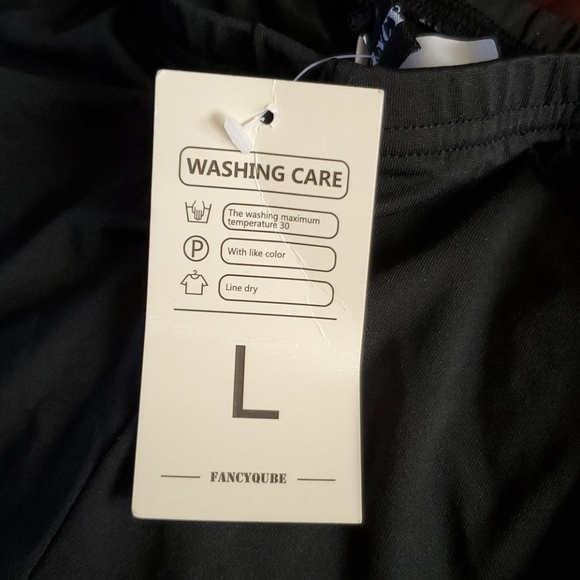 WASHING CARE
The washing maximum
temperature 30
P
With like color
Line dry
L
FANCYQUBE